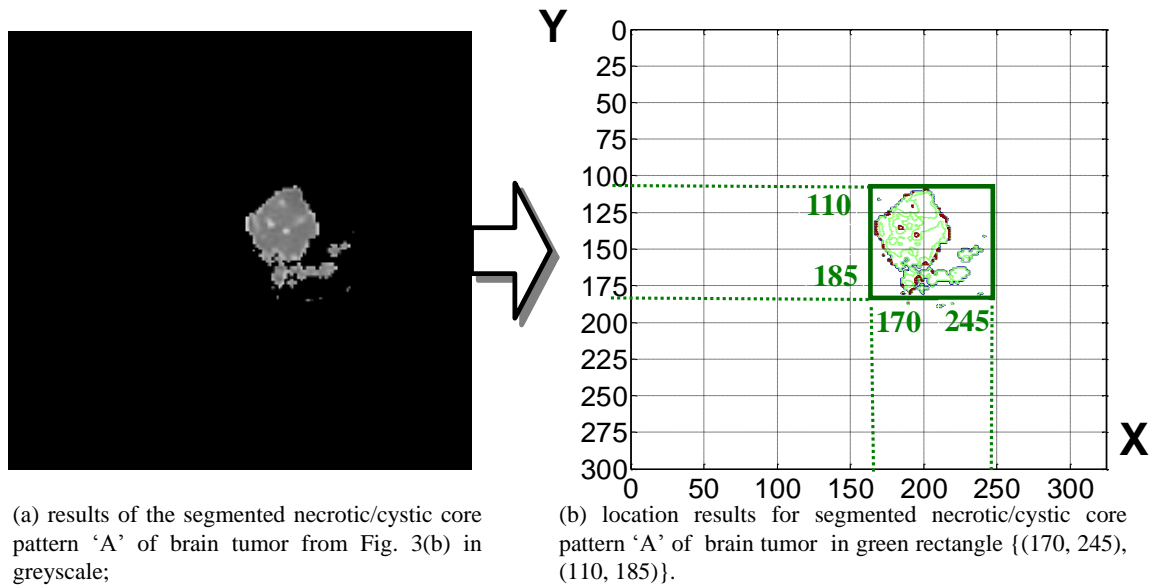 Y
0
25
50
75
100
125
150
175
200
225
250
275
300
110
185
170 245
X
0 50 100 150 200 250 300
(a) results of the segmented necrotic/cystic core
pattern ‘A’ of brain tumor from Fig. 3(b) in
greyscale;
(b) location results for segmented necrotic/cystic core
pattern ‘A’ of brain tumor in green rectangle {(170, 245),
(110, 185)}.